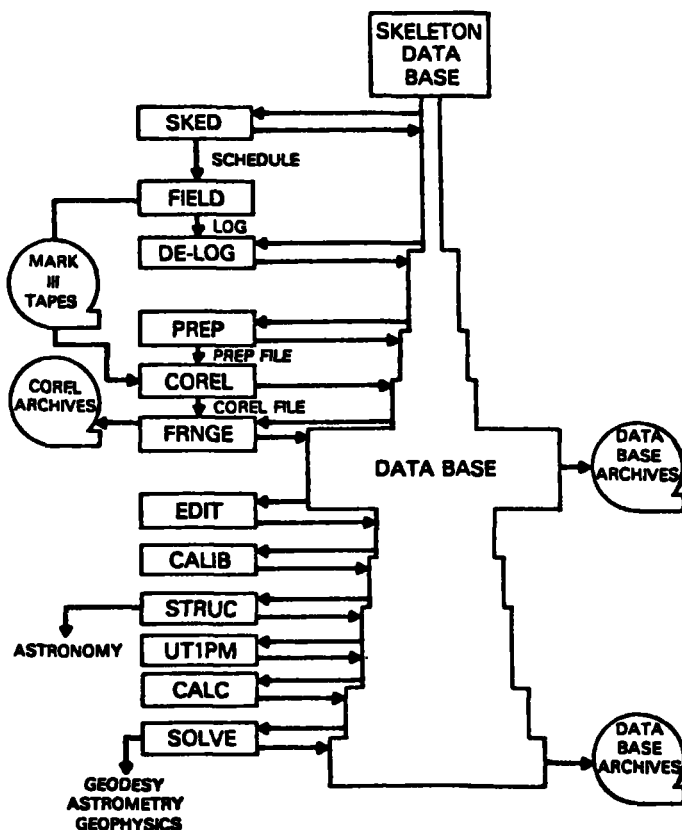 SKELETON
DATA
BASE
SKED
SCHEDULE
FIELD
LOG
DE-LOG
MARK
III
TAPES
PREP
PREP FILE
COREL
COREL FILE
COREL
ARCHIVES
FRNGE
DATA BASE
DATA
BASE
ARCHIVES
EDIT
CALIB
STRUC
ASTRONOMY
UT1PM
CALC
SOLVE
DATA
BASE
ARCHIVES
GEODESY
ASTROMETRY
GEOPHYSICS